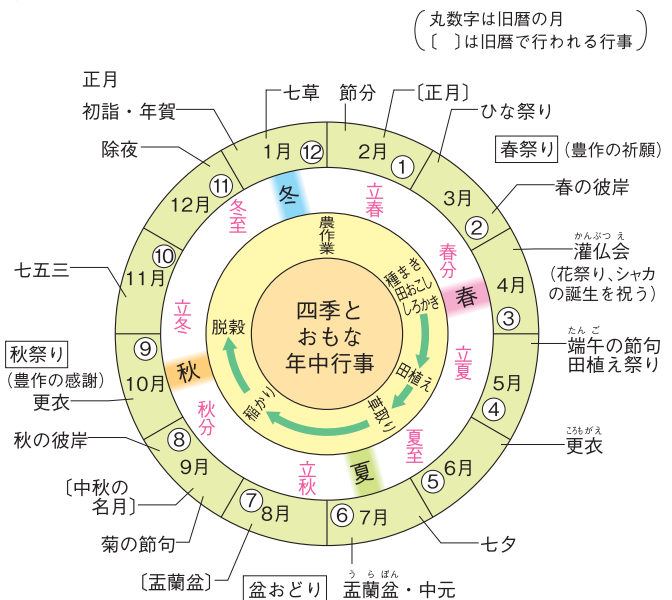 丸数字は旧暦の月
〔　〕は旧暦で行われる行事
正月
初詣・年賀
除夜
七五三
秋祭り
(豊作の感謝)
更衣
秋の彼岸
〔中秋の
名月〕
菊の節句
〔盂蘭盆〕
盆おどり
うらぼん
盂蘭盆・中元
七夕
ころもがえ
更衣
たんご
端午の節句
田植え祭り
かんぶつえ
灌仏会
(花祭り、シャカ
の誕生を祝う)
春の彼岸
春祭り (豊作の祈願)
ひな祭り
〔正月〕
節分
七草
1月 ⑫
2月 ①
3月 ②
4月 ③
5月 ④
6月 ⑤
7月 ⑥
8月 ⑦
9月 ⑧
10月 ⑨
11月 ⑩
12月 ⑪
冬
立春
春分
春
立夏
夏至
夏
立秋
秋分
秋
立冬
冬至
農作業
種まき
田おこし
しろかき
田植え
草取り
稲かり
脱穀
四季と
おもな
年中行事